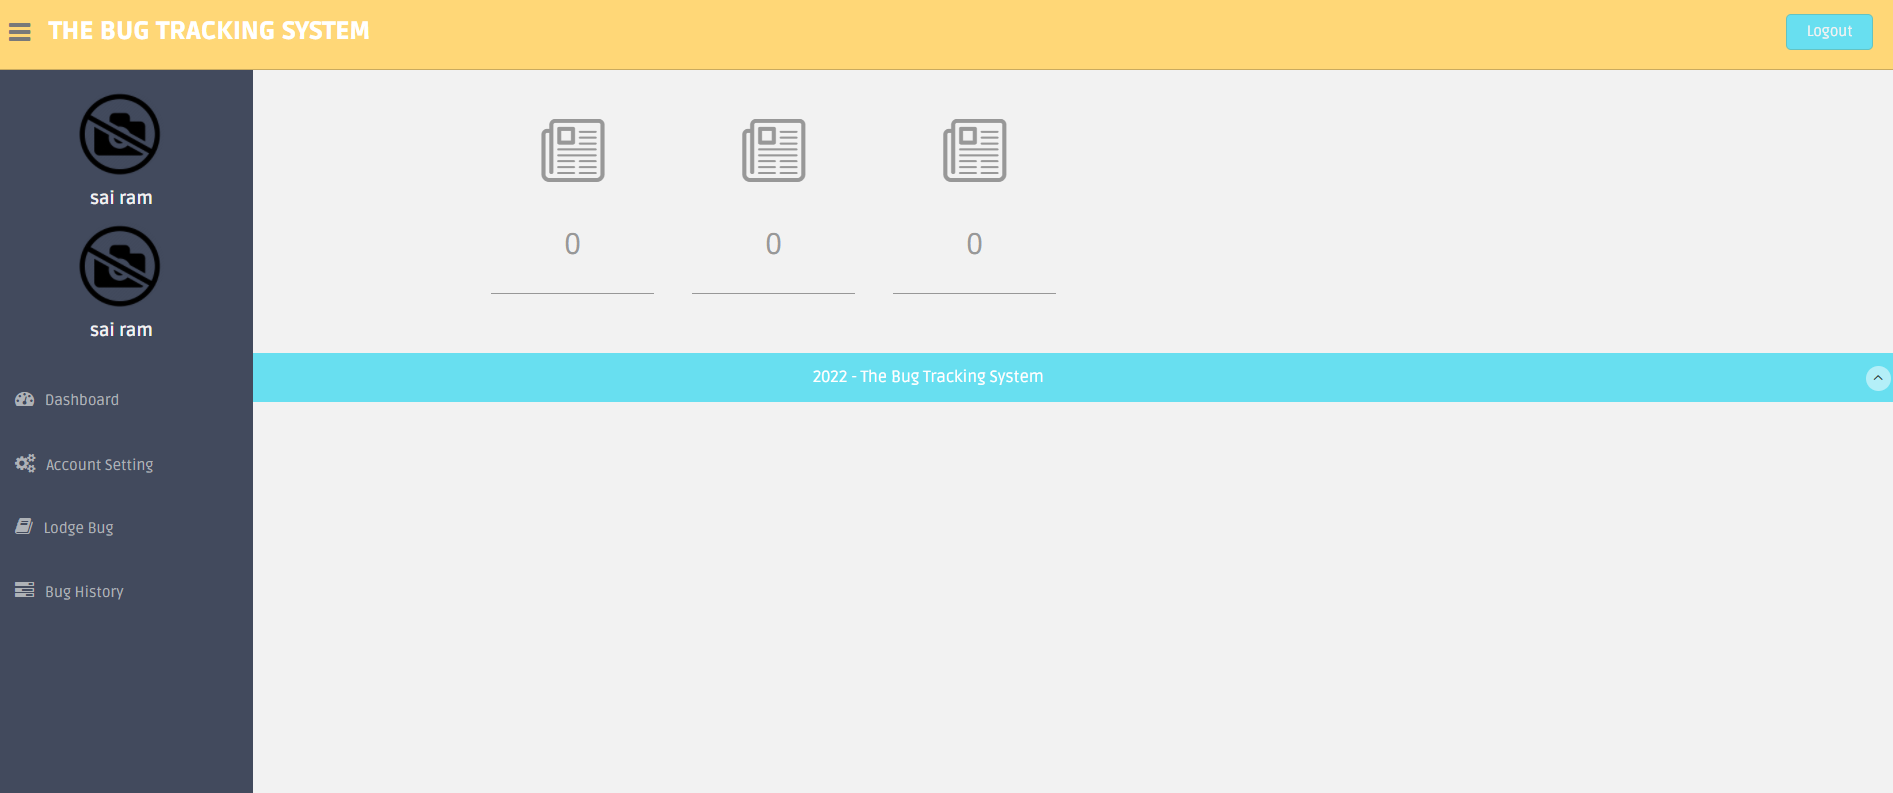 THE BUG TRACKING SYSTEM
Logout
sai ram
sai ram
Dashboard
Account Setting
Lodge Bug
Bug History
0 0 0
2022 - The Bug Tracking System